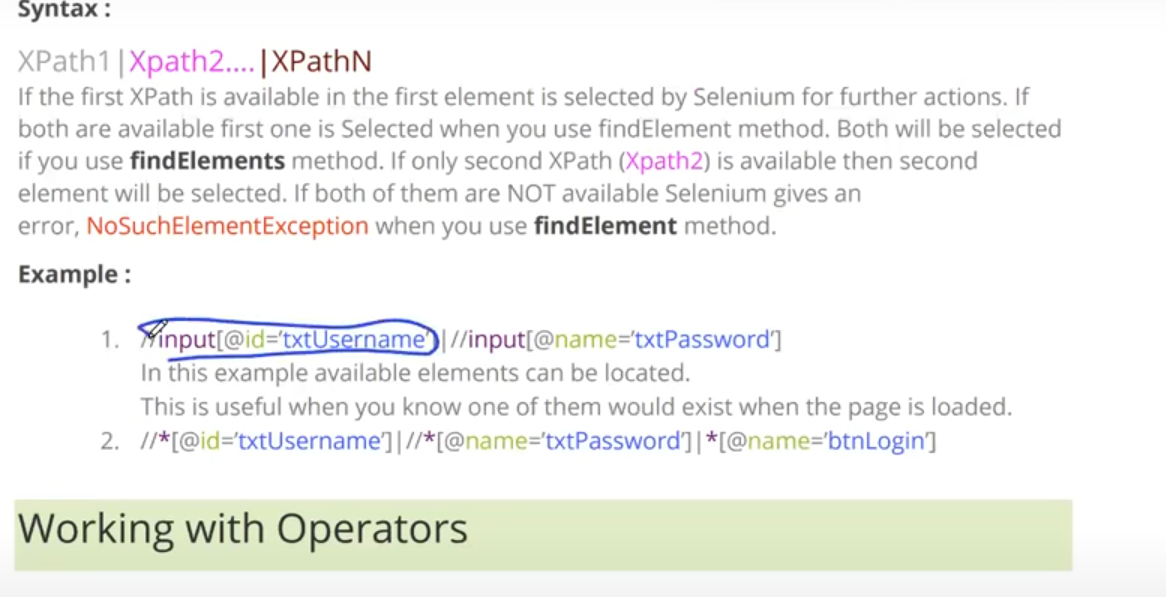 Syntax :
XPath1|Xpath2....|XPathN
If the first XPath is available in the first element is selected by Selenium for further actions. If
both are available first one is Selected when you use findElement method. Both will be selected
if you use findElements method. If only second XPath (Xpath2) is available then second
element will be selected. If both of them are NOT available Selenium gives an
error, NoSuchElementException when you use findElement method.
Example :
1. //input[@id='txtUsername']|//input[@name='txtPassword']
In this example available elements can be located.
This is useful when you know one of them would exist when the page is loaded.
2. //*[@id='txtUsername']|//*[@name='txtPassword']|*[@name='btnLogin']
Working with Operators